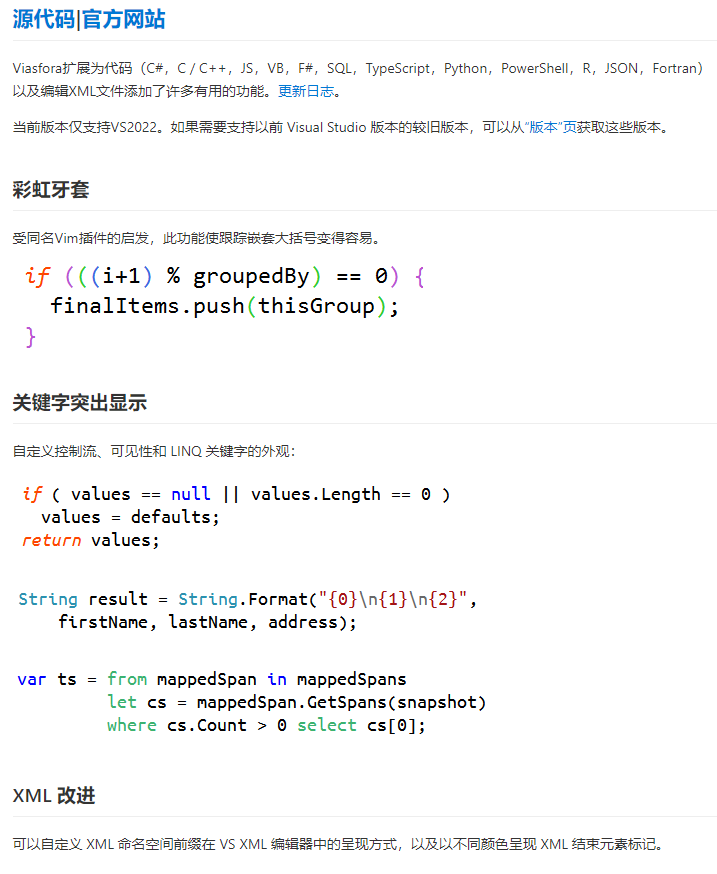 源代码|官方网站
Viasfora扩展为代码（C#，C / C++，JS，VB，F#，SQL，TypeScript，Python，PowerShell，R，JSON，Fortran）
以及编辑XML文件添加了许多有用的功能。更新日志。
当前版本仅支持VS2022。如果需要支持以前 Visual Studio 版本的较旧版本，可以从“版本”页获取这些版本。
彩虹牙套
受同名Vim插件的启发，此功能使跟踪嵌套大括号变得容易。
if (((i+1) % groupedBy) == 0) {
finalItems.push(thisGroup);
}
关键字突出显示
自定义控制流、可见性和 LINQ 关键字的外观：
if ( values == null || values.Length == 0 )
values = defaults;
return values;
String result = String.Format("{0}\n{1}\n{2}",
firstName, lastName, address);
var ts = from mappedSpan in mappedSpans
let cs = mappedSpan.GetSpans(snapshot)
where cs.Count > 0 select cs[0];
XML 改进
可以自定义 XML 命名空间前缀在 VS XML 编辑器中的呈现方式，以及以不同颜色呈现 XML 结束元素标记。